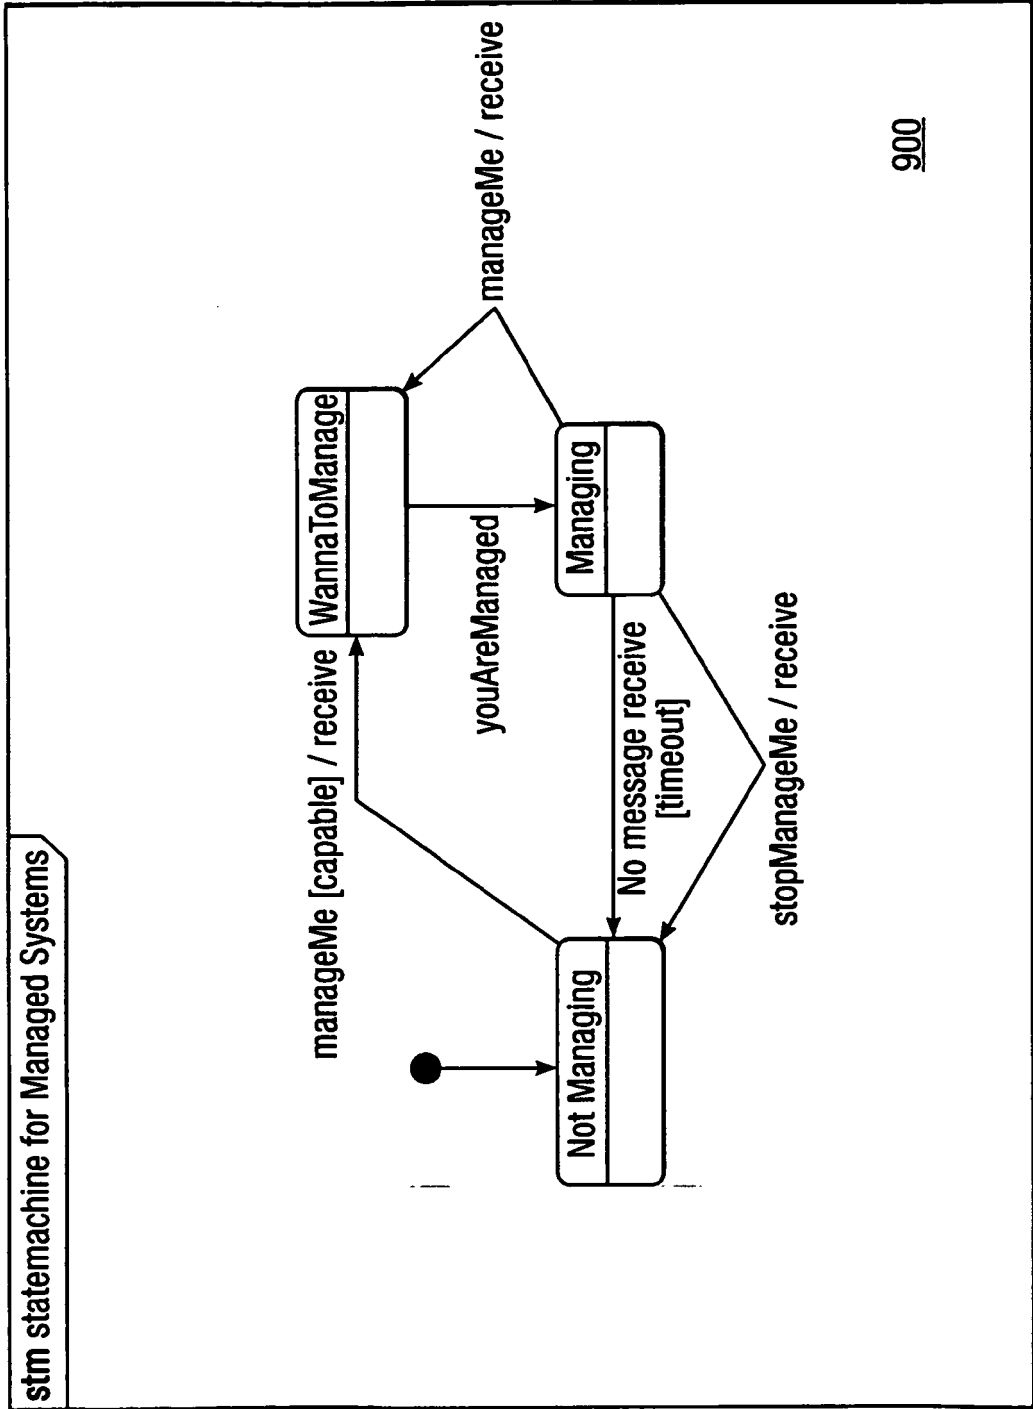 stm statemachine for Managed Systems
manageMe [capable] / receive
WannaToManage
manageMe / receive
youAreManaged
Not Managing
No message receive
[timeout]
Managing
stopManageMe / receive
900